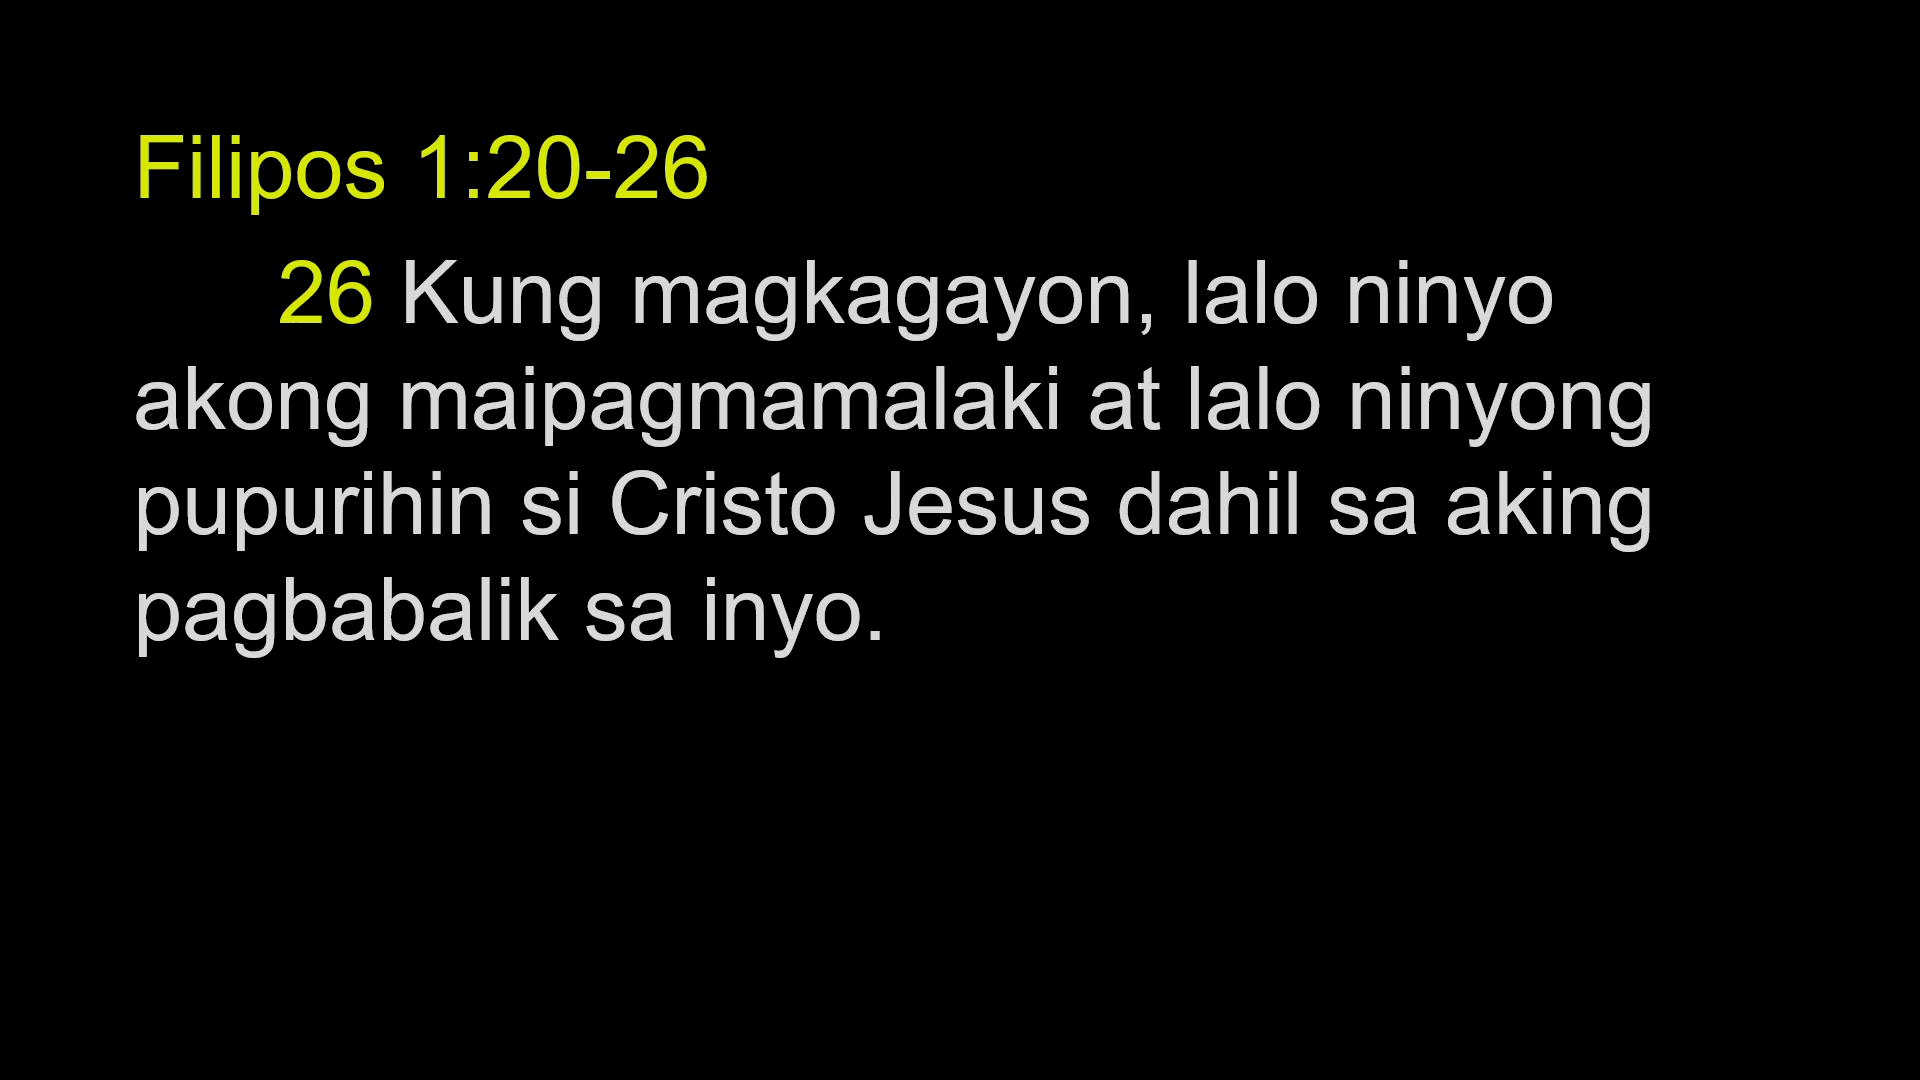 Filipos 1:20-26
26 Kung magkagayon, lalo ninyo
akong maipagmamalaki at lalo ninyong
pupurihin si Cristo Jesus dahil sa aking
pagbabalik sa inyo.